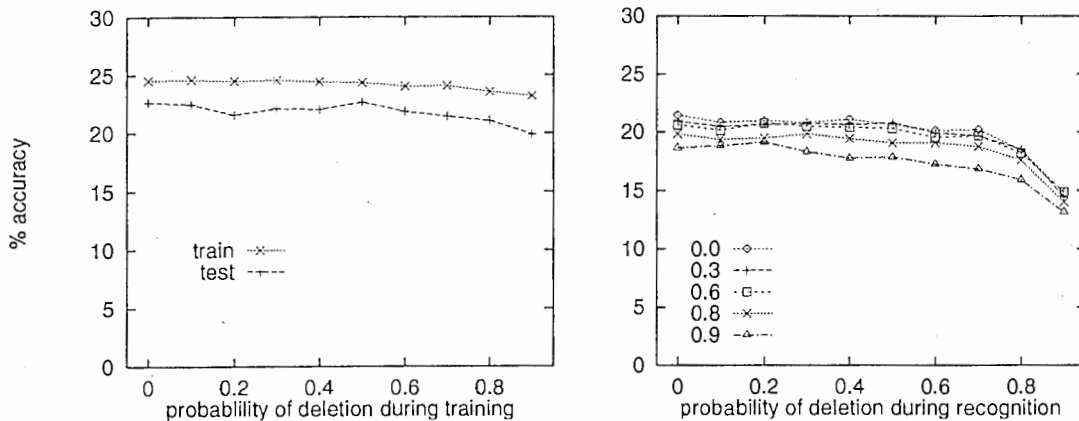 % accuracy
30
25
20
15
10
5
0
train
test
0 0.2 0.4 0.6 0.8
probablility of deletion during training
30
25
20
15
10
5
0
0.0
0.3
0.6
0.8
0.9
0 0.2 0.4 0.6 0.8
probability of deletion during recognition